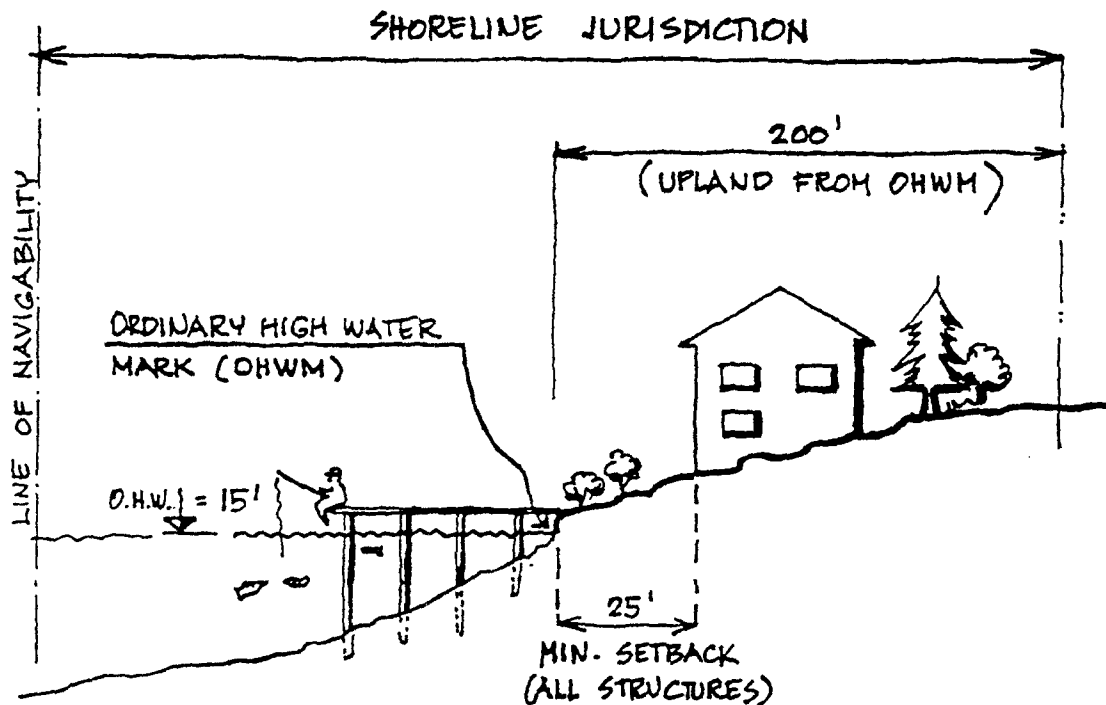 SHORELINE JURISDICTION
200'
(UPLAND FROM OHWM)
LINE OF NAVIGABILITY
ORDINARY HIGH WATER
MARK (OHWM)
O.H.W. = 15'
25'
MIN. SETBACK
(ALL STRUCTURES)